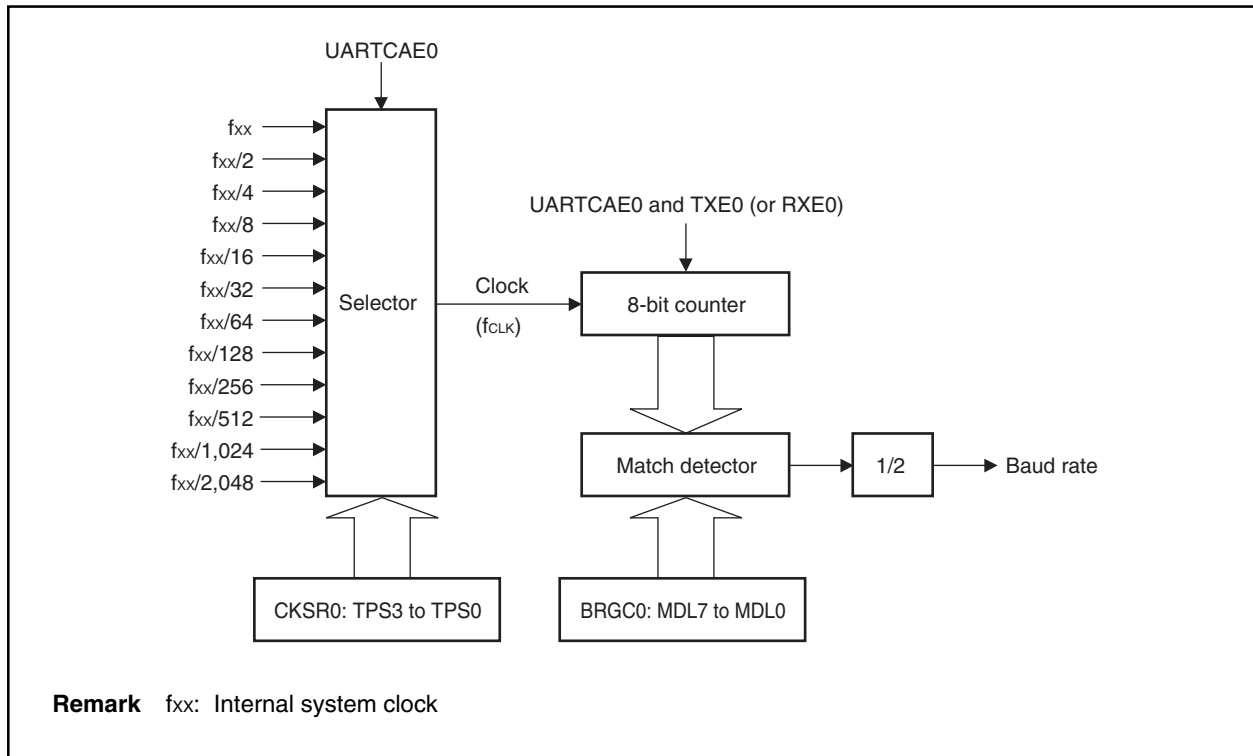 UARTCAE0
fxx
fxx/2
fxx/4
fxx/8
fxx/16
fxx/32
fxx/64
fxx/128
fxx/256
fxx/512
fxx/1,024
fxx/2,048
Selector
UARTCAE0 and TXE0 (or RXE0)
Clock
(fCLK)
8-bit counter
Match detector
1/2
Baud rate
CKSR0: TPS3 to TPS0
BRGC0: MDL7 to MDL0
Remark fxx: Internal system clock